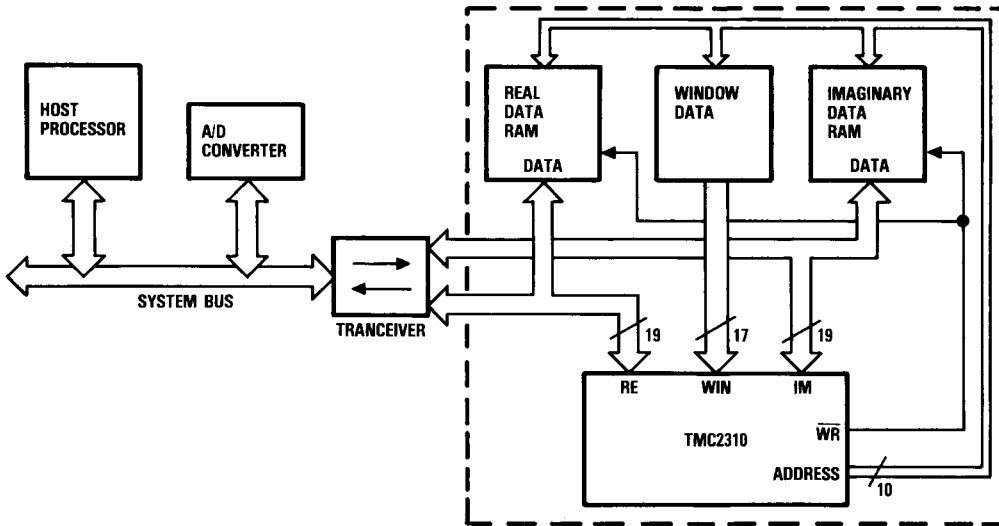 HOST
PROCESSOR
A/D
CONVERTER
REAL
DATA
RAM
DATA
WINDOW
DATA
IMAGINARY
DATA
RAM
DATA
SYSTEM BUS
TRANCEIVER
19
17
19
RE
WIN
IM
TMC2310
WR
ADDRESS
10